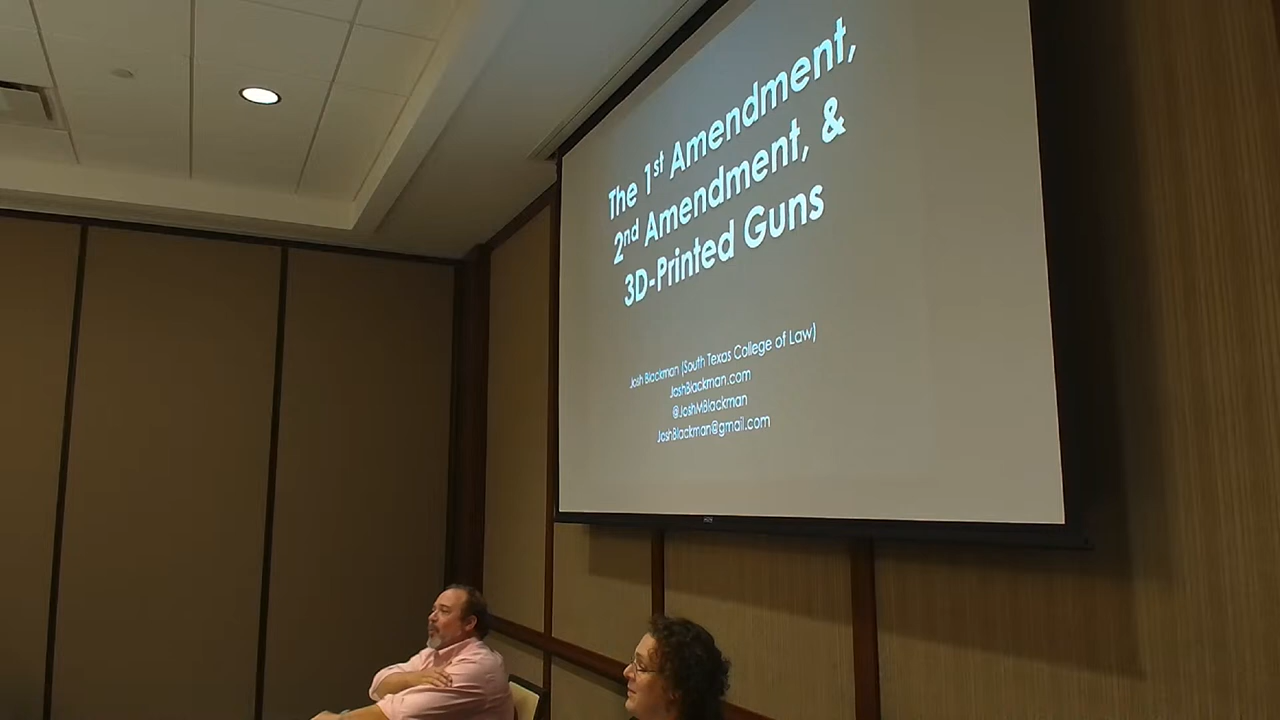 The 1st Amendment,
2nd Amendment, &
3D-Printed Guns
Josh Blackman (South Texas College of Law)
JoshBlackman.com
@JoshMBlackman
JoshBlackman@gmail.com